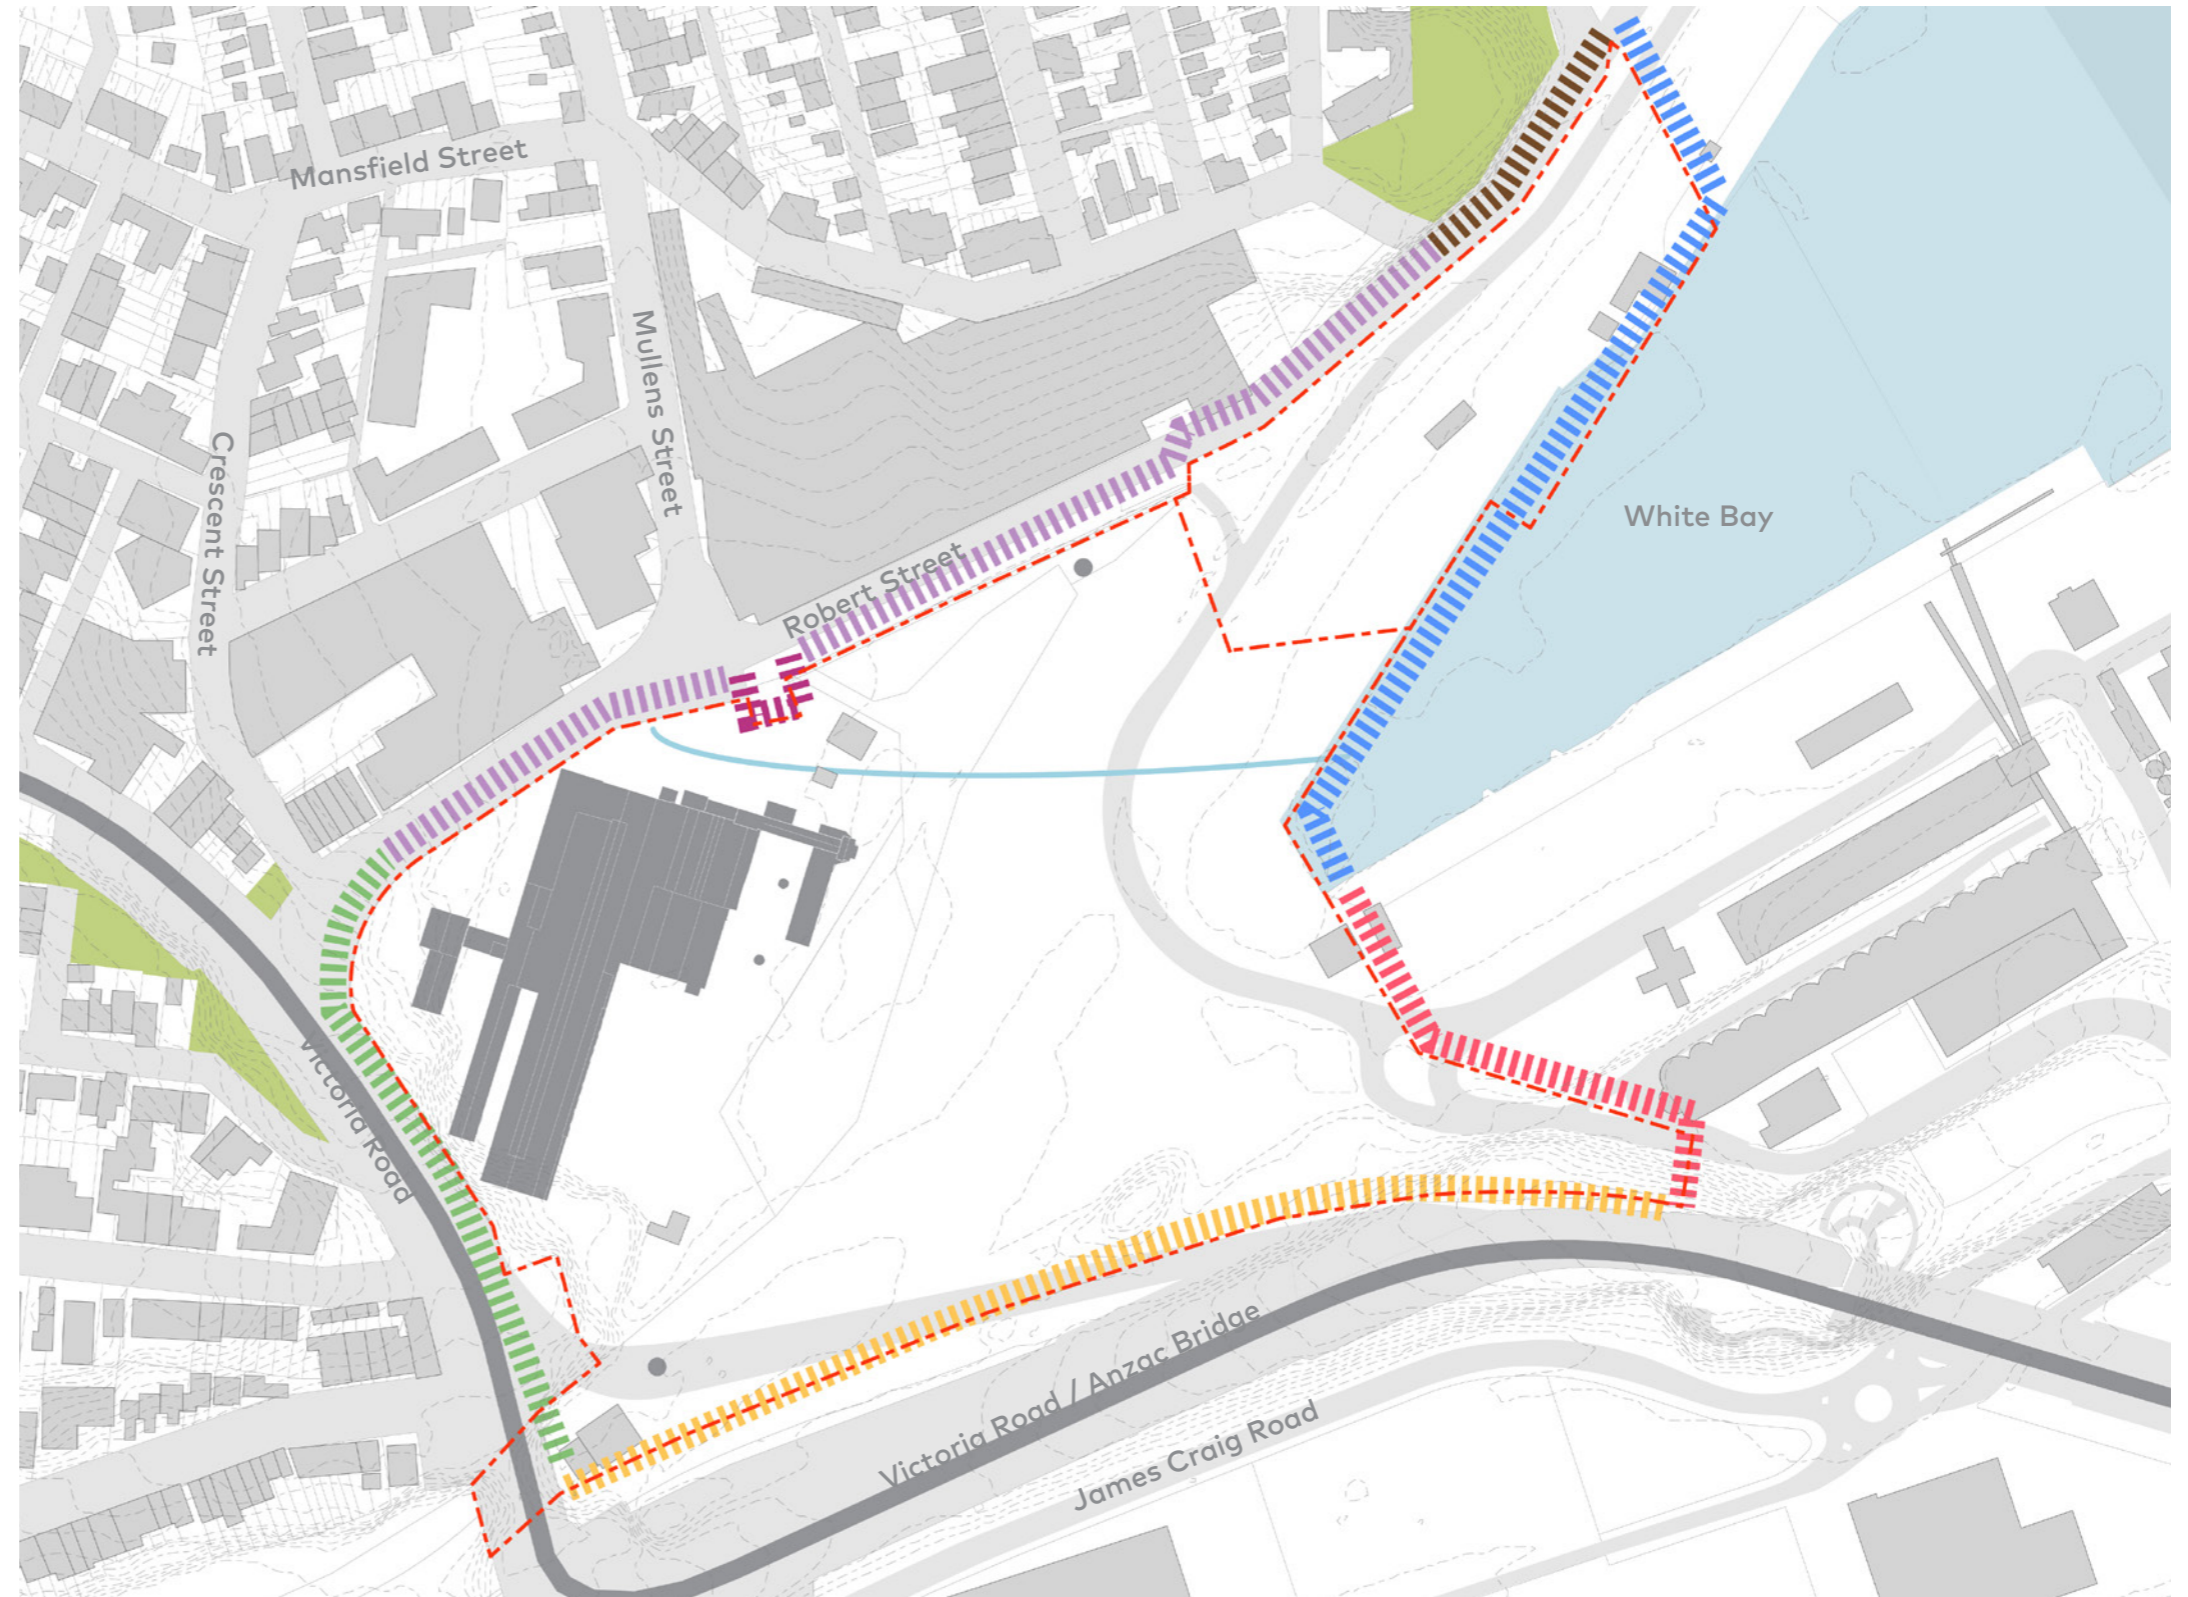 Mansfield Street
Mullens Street
Crescent Street
White Bay
Robert Street
Victoria Road
Victoria Road / Anzac Bridge
James Craig Road